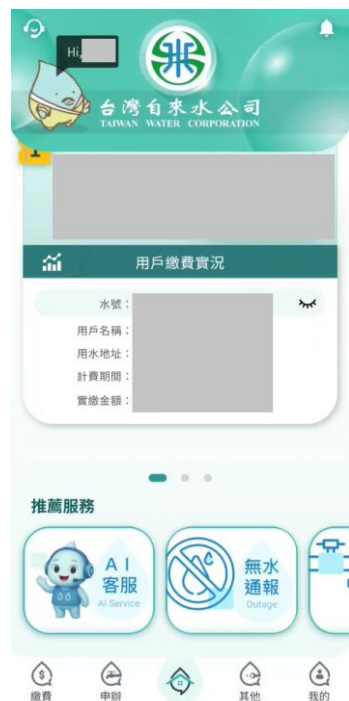 Hi,
台灣自來水公司
TAIWAN WATER CORPORATION
1
用戶繳費實況
水號：
用戶名稱：
用水地址：
計費期間：
實繳金額：
推薦服務
AI
客服
AI Service
無水
通報
Outage
$
繳費
申辦
其他
我的